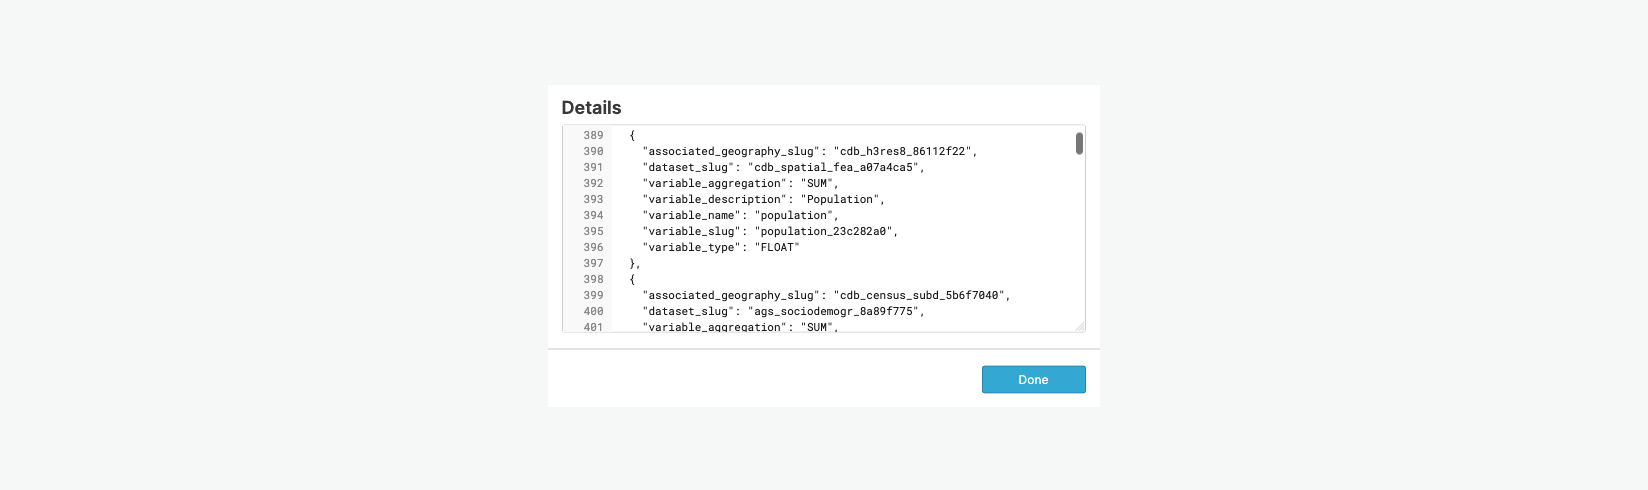 Details
389 {
390 "associated_geography_slug": "cdb_h3res8_86112f22",
391 "dataset_slug": "cdb_spatial_fea_a07a4ca5",
392 "variable_aggregation": "SUM",
393 "variable_description": "Population",
394 "variable_name": "population",
395 "variable_slug": "population_23c282a0",
396 "variable_type": "FLOAT"
397 },
398 {
399 "associated_geography_slug": "cdb_census_subd_5b6f7040",
400 "dataset_slug": "ags_sociodemogr_8a89f775",
401 "variable_aggregation": "SUM",
Done